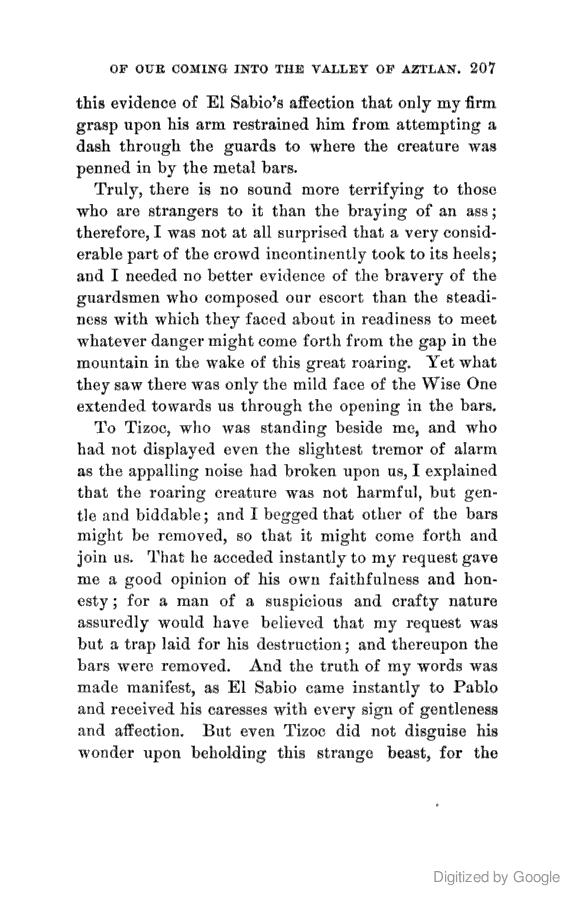 OF OUR COMING INTO THE VALLEY OF AZTLAN. 207
this evidence of El Sabio's affection that only my firm
grasp upon his arm restrained him from attempting a
dash through the guards to where the creature was
penned in by the metal bars.
Truly, there is no sound more terrifying to those
who are strangers to it than the braying of an ass;
therefore, I was not at all surprised that a very consid-
erable part of the crowd incontinently took to its heels;
and I needed no better evidence of the bravery of the
guardsmen who composed our escort than the steadi-
ness with which they faced about in readiness to meet
whatever danger might come forth from the gap in the
mountain in the wake of this great roaring. Yet what
they saw there was only the mild face of the Wise One
extended towards us through the opening in the bars.
To Tizoc, who was standing beside me, and who
had not displayed even the slightest tremor of alarm
as the appalling noise had broken upon us, I explained
that the roaring creature was not harmful, but gen-
tle and biddable; and I begged that other of the bars
might be removed, so that it might come forth and
join us. That he acceded instantly to my request gave
me a good opinion of his own faithfulness and hon-
esty; for a man of a suspicious and crafty nature
assuredly would have believed that my request was
but a trap laid for his destruction; and thereupon the
bars were removed. And the truth of my words was
made manifest, as El Sabio came instantly to Pablo
and received his caresses with every sign of gentleness
and affection. But even Tizoc did not disguise his
wonder upon beholding this strange beast, for the
Digitized by Google